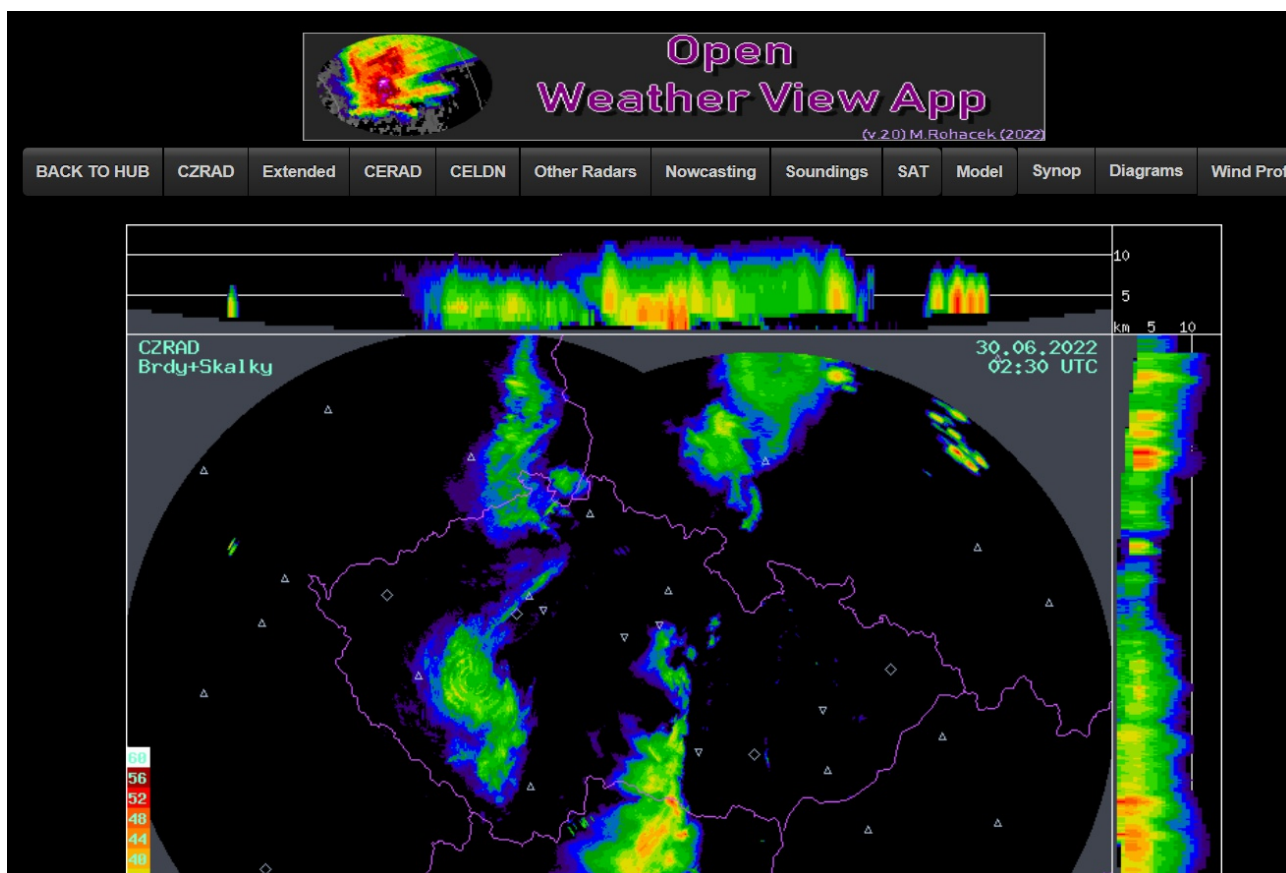 Open
Weather View App
(v.2.0) M.Rohacek (2022)
BACK TO HUB CZRAD Extended CERAD CELDN Other Radars Nowcasting Soundings SAT Model Synop Diagrams Wind Prof
10
5
km 5 10
CZRAD
Brdy+Skalky
30.06.2022
02:30 UTC
60
56
52
48
44
40